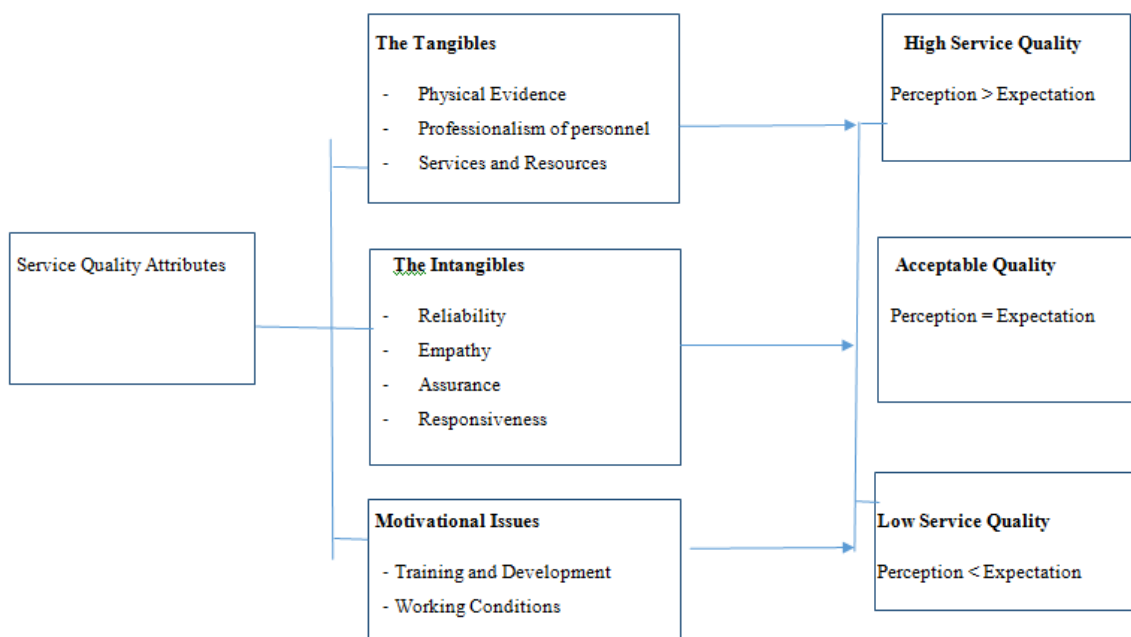 Service Quality Attributes
The Tangibles
- Physical Evidence
- Professionalism of personnel
- Services and Resources
The Intangibles
- Reliability
- Empathy
- Assurance
- Responsiveness
Motivational Issues
- Training and Development
- Working Conditions
High Service Quality
Perception > Expectation
Acceptable Quality
Perception = Expectation
Low Service Quality
Perception < Expectation